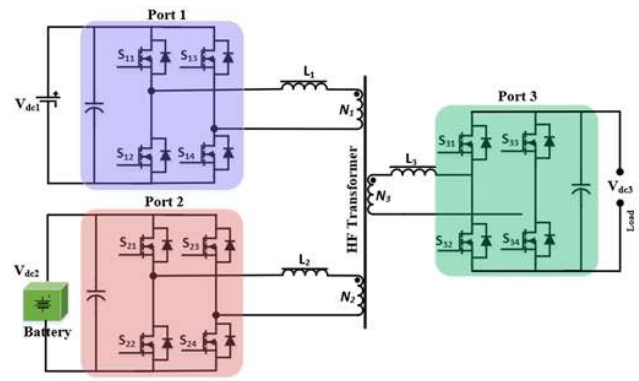 Port 1
S11
S13
S12
S14
Vdc1
L1
N1
Port 2
S21
S23
S22
S24
Vdc2
Battery
L2
N2
HF Transformer
L3
N3
Port 3
S31
S33
S32
S34
Vdc3
Load